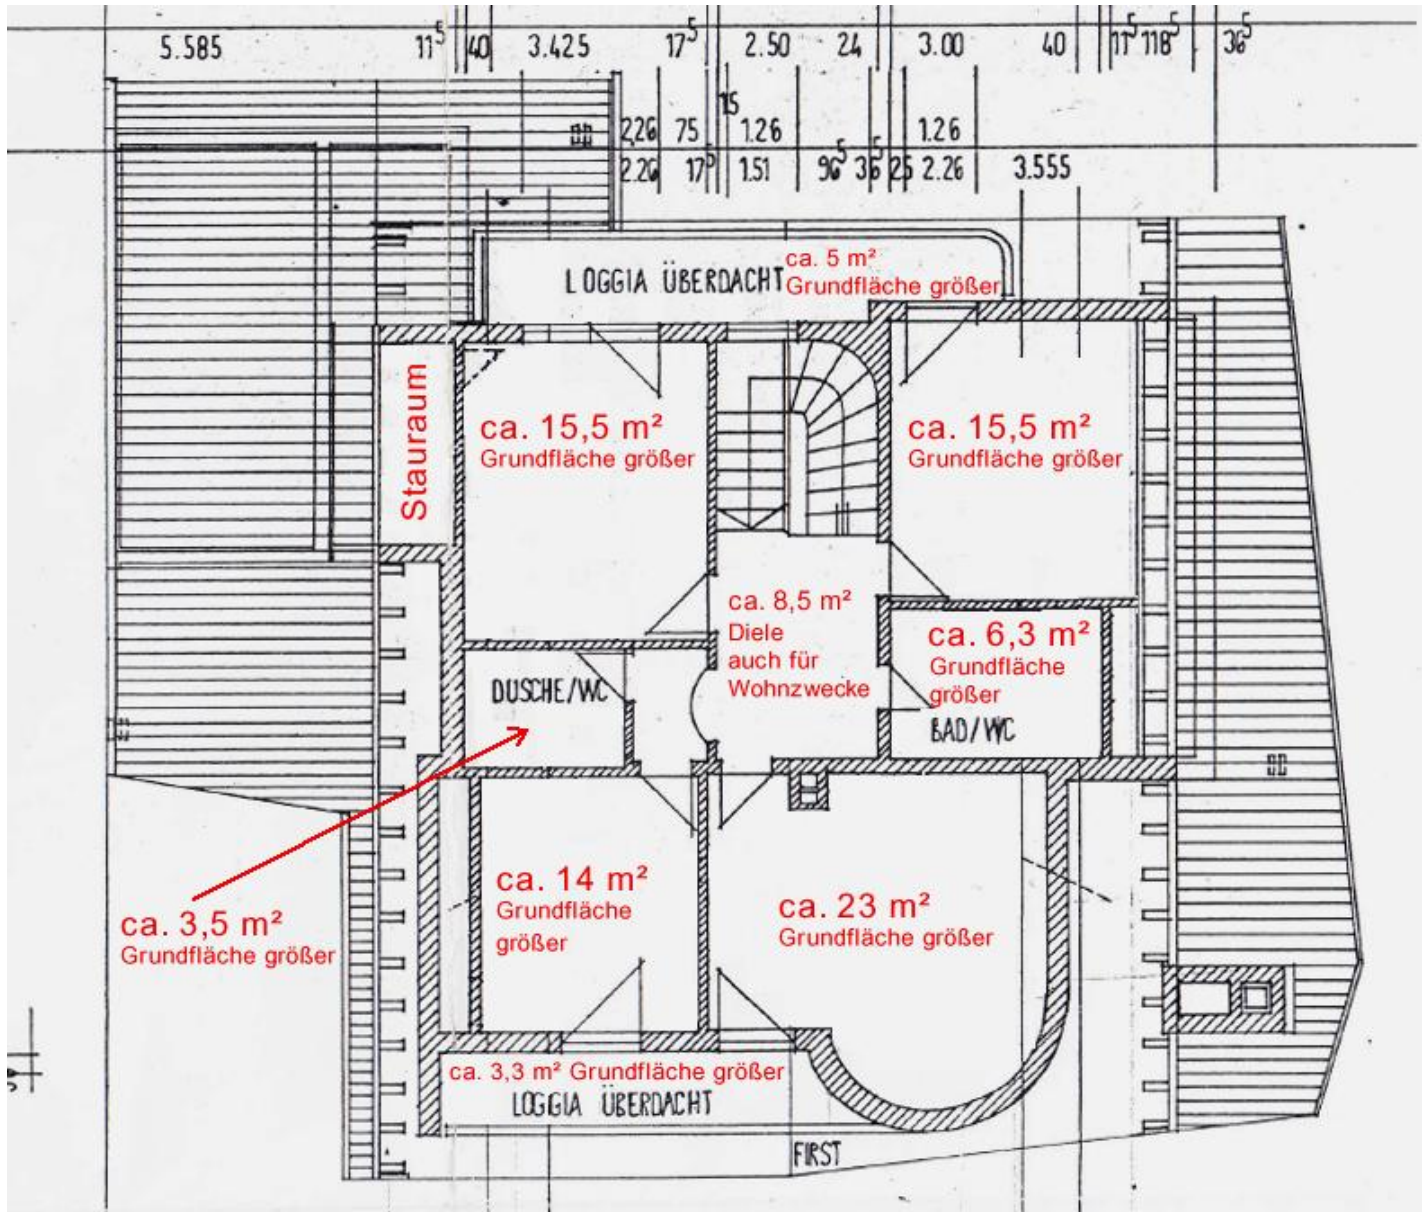 5.585 11⁵ 40 3.425 17⁵ 2.50 24 3.00 40 11⁵ 118⁵ 36⁵
15
2,26 75 1.26 1.26
2.26 17⁵ 1.51 96⁵ 36⁵ 25 2.26 3.555
LOGGIA ÜBERDACHT
ca. 5 m²
Grundfläche größer
Stauraum
ca. 15,5 m²
Grundfläche größer
ca. 15,5 m²
Grundfläche größer
ca. 8,5 m²
Diele
auch für
Wohnzwecke
ca. 6,3 m²
Grundfläche
größer
BAD/WC
DUSCHE/WC
ca. 3,5 m²
Grundfläche größer
ca. 14 m²
Grundfläche
größer
ca. 23 m²
Grundfläche größer
ca. 3,3 m² Grundfläche größer
LOGGIA ÜBERDACHT
FIRST